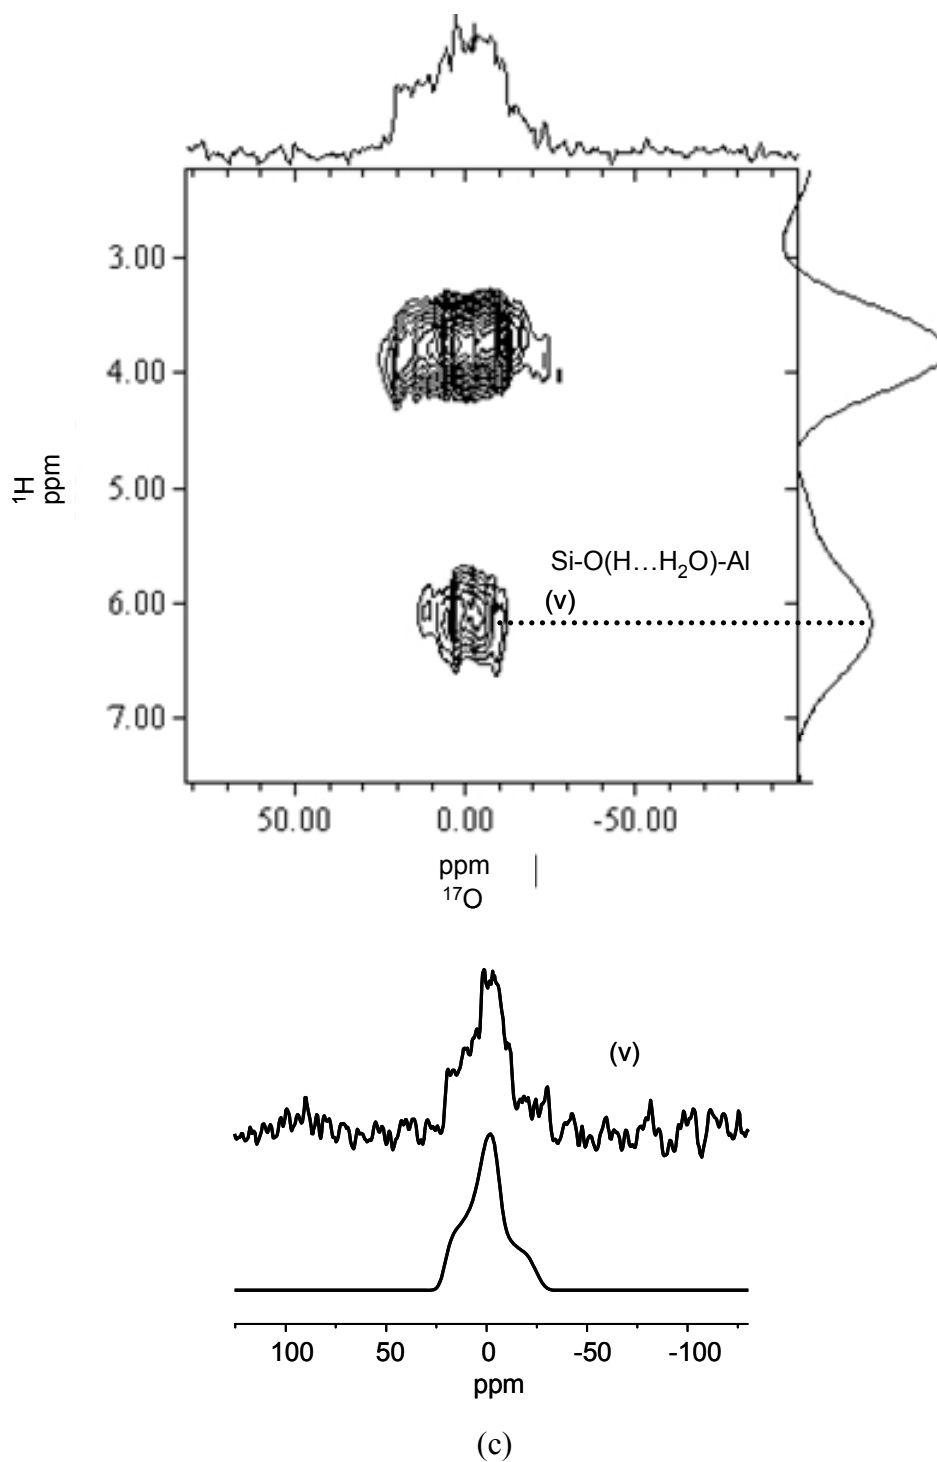 3.00
4.00
5.00
6.00
7.00
¹H
ppm
Si-O(H...H₂O)-Al
(v)
50.00 0.00 -50.00
ppm
¹⁷O
(v)
100 50 0 -50 -100
ppm
(c)